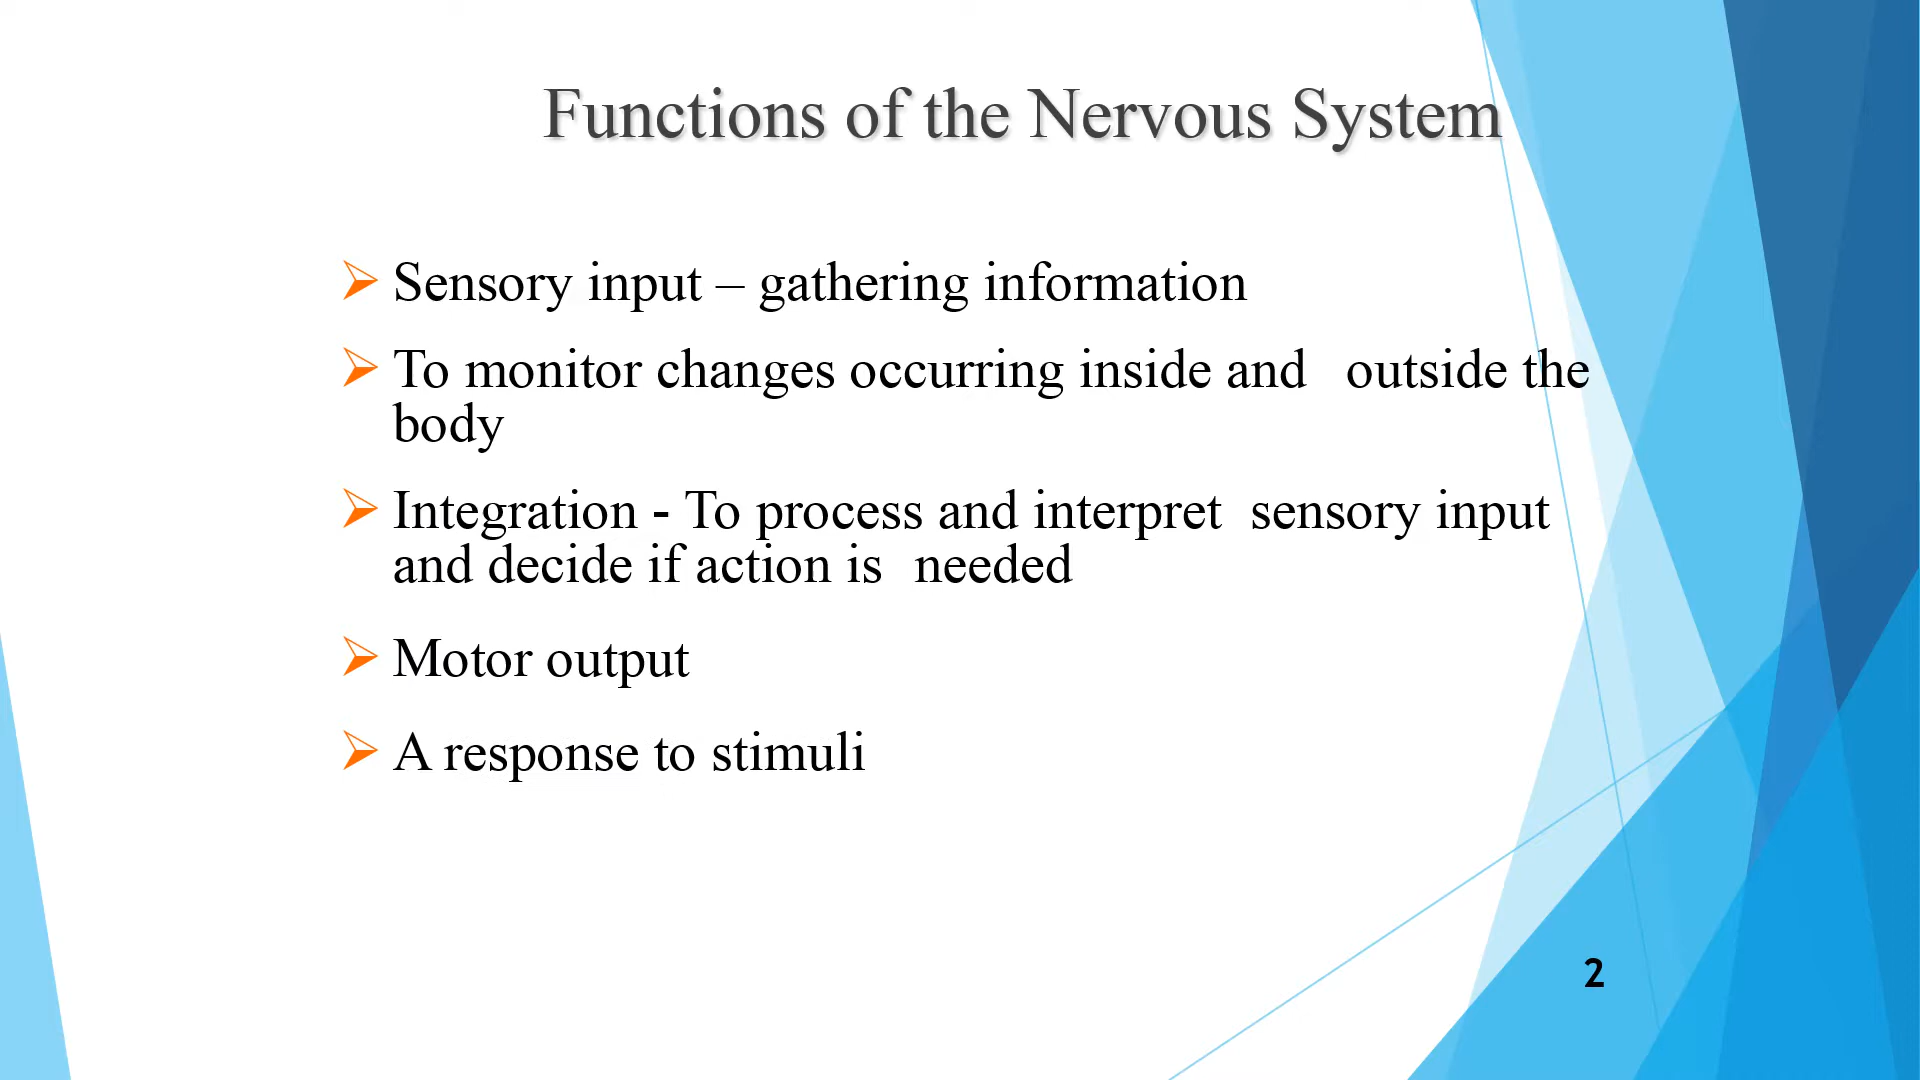 Functions of the Nervous System
➢ Sensory input – gathering information
➢ To monitor changes occurring inside and outside the
body
➢ Integration - To process and interpret sensory input
and decide if action is needed
➢ Motor output
➢ A response to stimuli
2